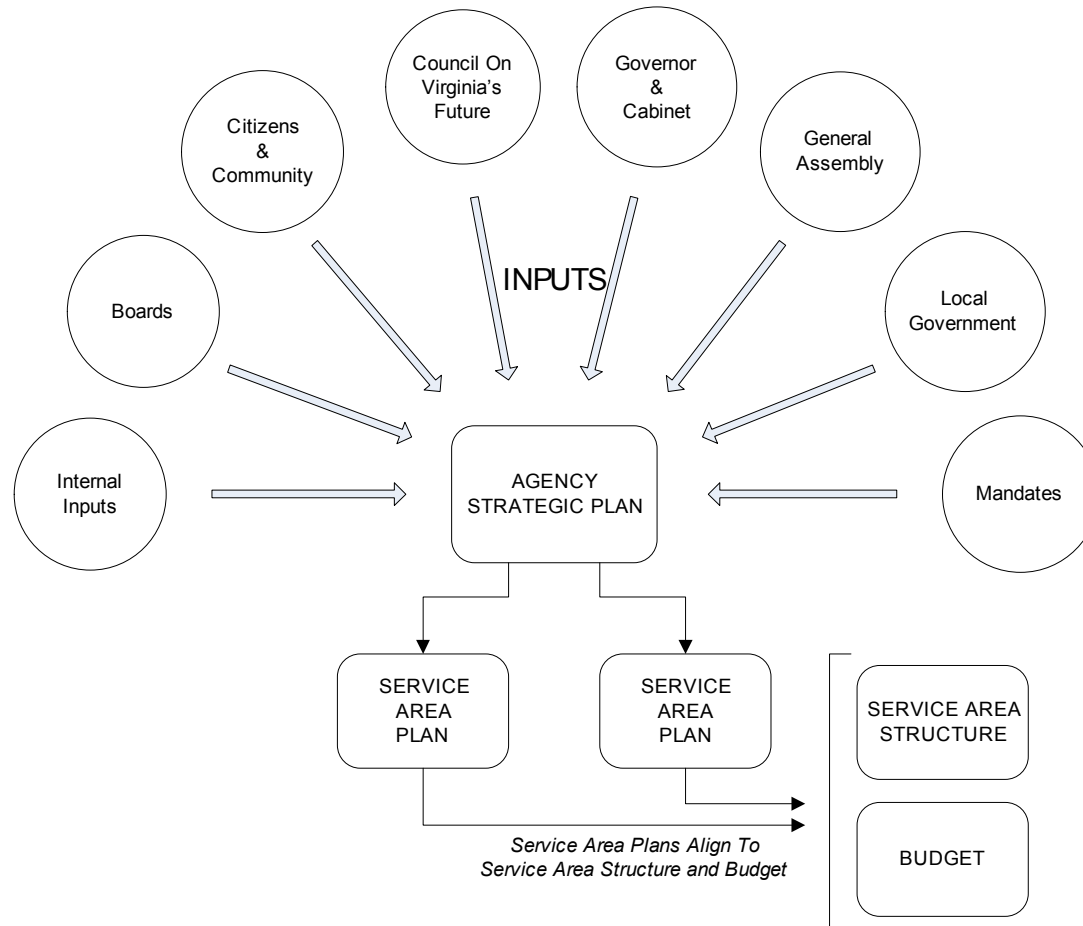 Council On
Virginia's
Future
Governor
&
Cabinet
Citizens
&
Community
General
Assembly
INPUTS
Boards
Local
Government
Internal
Inputs
AGENCY
STRATEGIC PLAN
Mandates
SERVICE
AREA
PLAN
SERVICE
AREA
PLAN
SERVICE AREA
STRUCTURE
Service Area Plans Align To
Service Area Structure and Budget
BUDGET